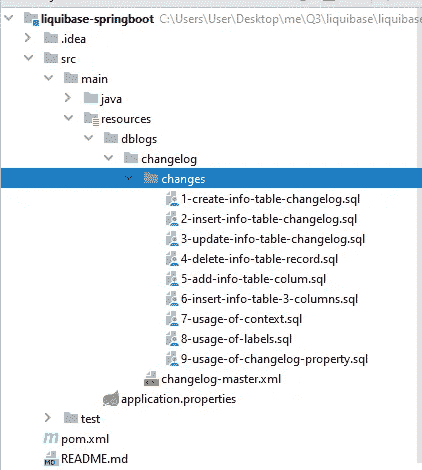 liquibase-springboot C:\Users\User\Desktop\me\Q3\liquibase\liquibase
.idea
src
main
java
resources
dblogs
changelog
changes
1-create-info-table-changelog.sql
2-insert-info-table-changelog.sql
3-update-info-table-changelog.sql
4-delete-info-table-record.sql
5-add-info-table-colum.sql
6-insert-info-table-3-columns.sql
7-usage-of-context.sql
8-usage-of-labels.sql
9-usage-of-changelog-property.sql
changelog-master.xml
application.properties
test
pom.xml
README.md